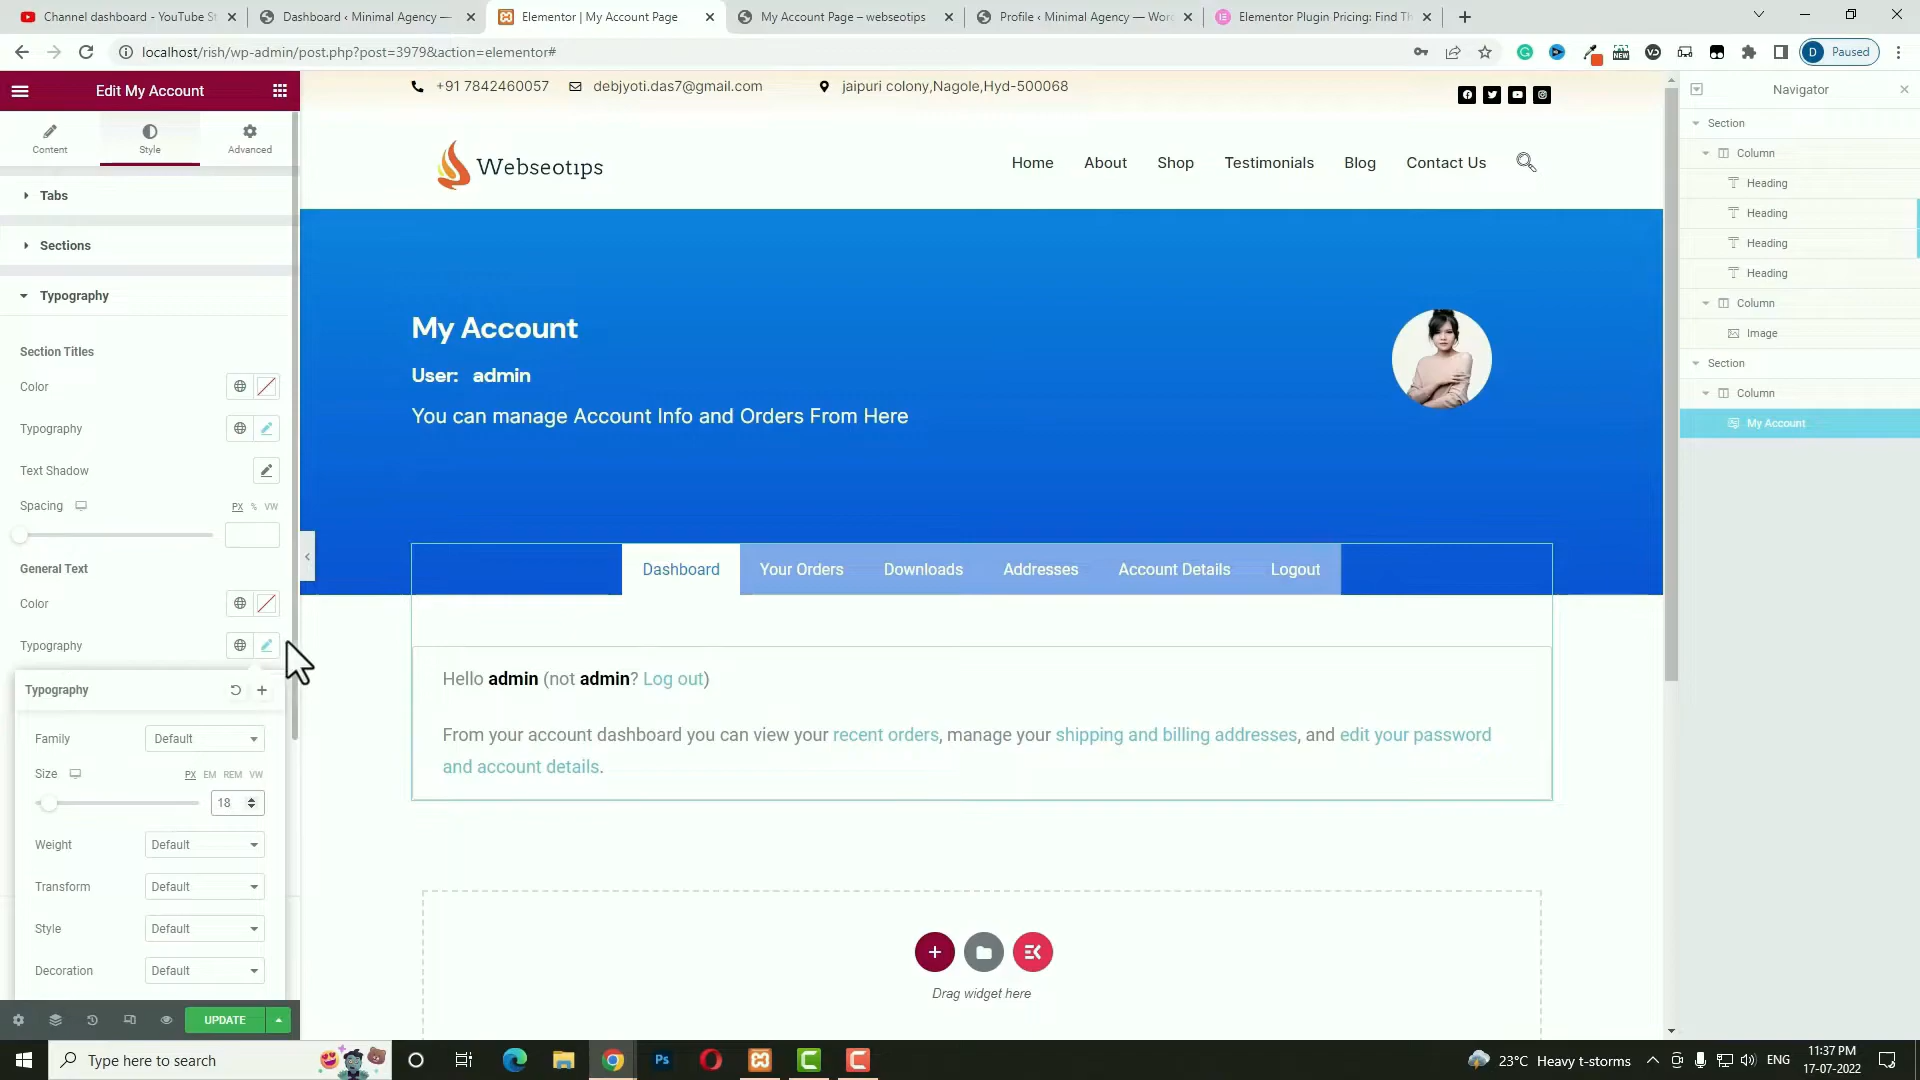 Channel dashboard - YouTube St
Dashboard ‹ Minimal Agency —
Elementor | My Account Page
My Account Page – webseotips
Profile ‹ Minimal Agency — Word
Elementor Plugin Pricing: Find Th
localhost/rish/wp-admin/post.php?post=3979&action=elementor#
NEW
D Paused
Edit My Account
Content
Style
Advanced
Tabs
Sections
Typography
Section Titles
Color
Typography
Text Shadow
Spacing
PX % VW
General Text
Color
Typography
Typography
Family
Default
Size
PX EM REM VW
18
Weight
Default
Transform
Default
Style
Default
Decoration
Default
UPDATE
+91 7842460057
debjyoti.das7@gmail.com
jaipuri colony,Nagole,Hyd-500068
Webseotips
Home
About
Shop
Testimonials
Blog
Contact Us
My Account
User: admin
You can manage Account Info and Orders From Here
Dashboard
Your Orders
Downloads
Addresses
Account Details
Logout
Hello admin (not admin? Log out)
From your account dashboard you can view your recent orders, manage your shipping and billing addresses, and edit your password
and account details.
Drag widget here
Navigator
Section
Column
Heading
Heading
Heading
Heading
Column
Image
Section
Column
My Account
Type here to search
Ps
23°C Heavy t-storms
ENG
11:37 PM
17-07-2022